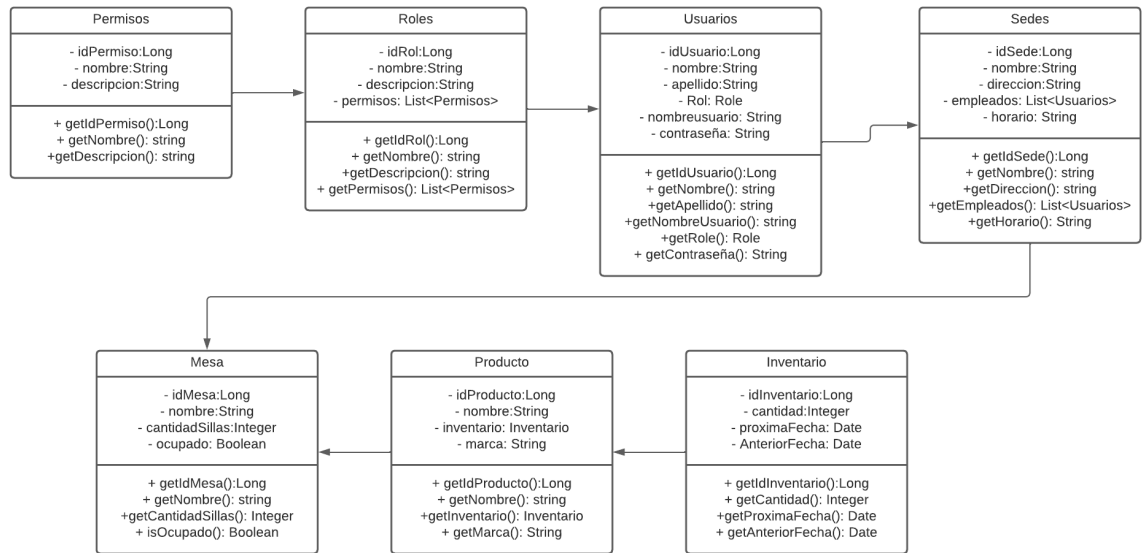 Permisos
- idPermiso:Long
- nombre:String
- descripcion:String
+ getIdPermiso():Long
+ getNombre(): string
+getDescripcion(): string
Roles
- idRol:Long
- nombre:String
- descripcion:String
- permisos: List<Permisos>
+ getIdRol():Long
+ getNombre(): string
+getDescripcion(): string
+ getPermisos(): List<Permisos>
Usuarios
- idUsuario:Long
- nombre:String
- apellido:String
- Rol: Role
- nombreusuario: String
- contraseña: String
+ getIdUsuario():Long
+ getNombre(): string
+getApellido(): string
+getNombreUsuario(): string
+getRole(): Role
+ getContraseña(): String
Sedes
- idSede:Long
- nombre:String
- direccion:String
- empleados: List<Usuarios>
- horario: String
+ getIdSede():Long
+ getNombre(): string
+getDireccion(): string
+getEmpleados(): List<Usuarios>
+getHorario(): String
Mesa
- idMesa:Long
- nombre:String
- cantidadSillas:Integer
- ocupado: Boolean
+ getIdMesa():Long
+ getNombre(): string
+getCantidadSillas(): Integer
+ isOcupado(): Boolean
Producto
- idProducto:Long
- nombre:String
- inventario: Inventario
- marca: String
+ getIdProducto():Long
+ getNombre(): string
+getInventario(): Inventario
+ getMarca(): String
Inventario
- idInventario:Long
- cantidad:Integer
- proximaFecha: Date
- AnteriorFecha: Date
+ getIdInventario():Long
+ getCantidad(): Integer
+getProximaFecha(): Date
+ getAnteriorFecha(): Date